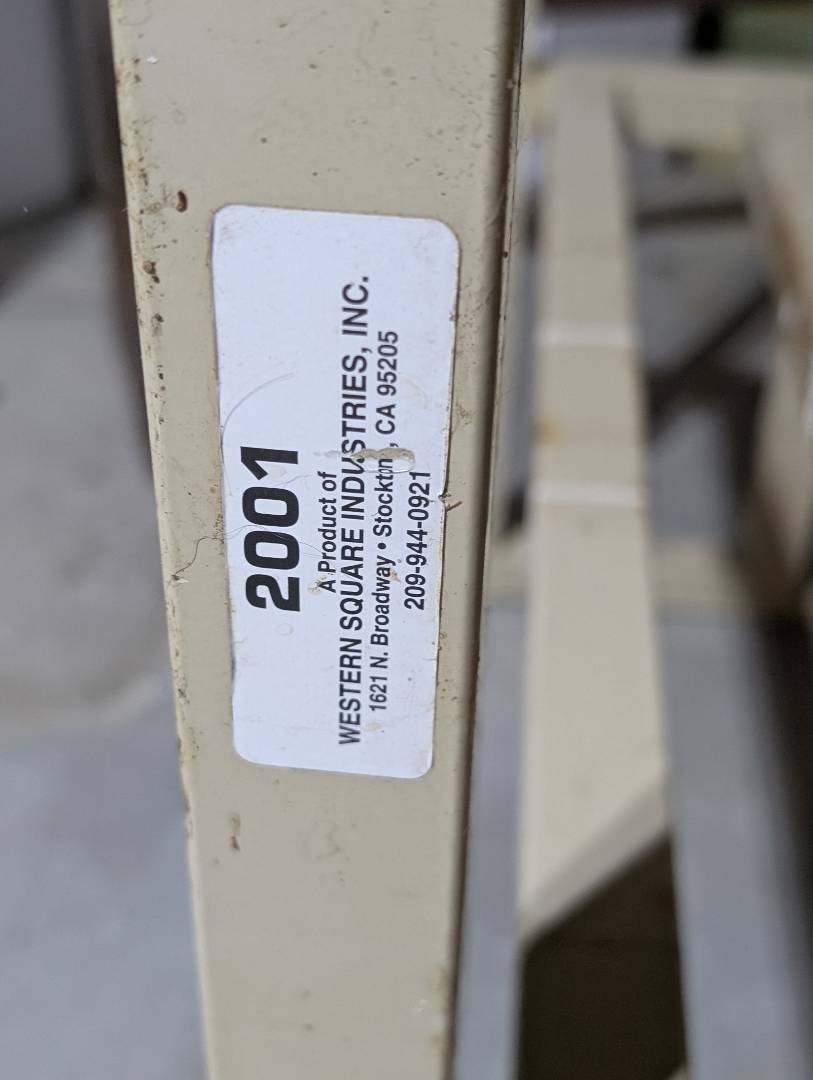 2001
A Product of
WESTERN SQUARE INDUSTRIES, INC.
1621 N. Broadway • Stockton, CA 95205
209-944-0921